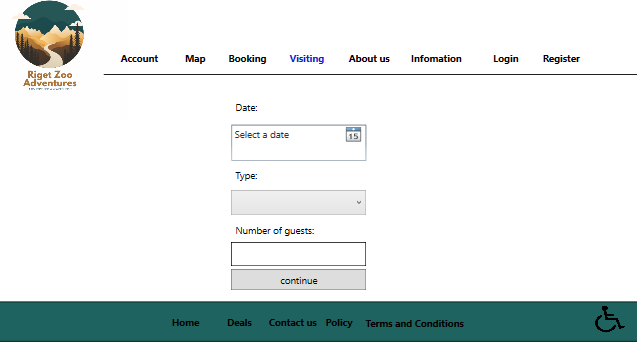 Riget Zoo
Adventures
Account Map Booking Visiting About us Infomation Login Register
Date:
Select a date 15
Type:
Number of guests:
continue
Home Deals Contact us Policy Terms and Conditions